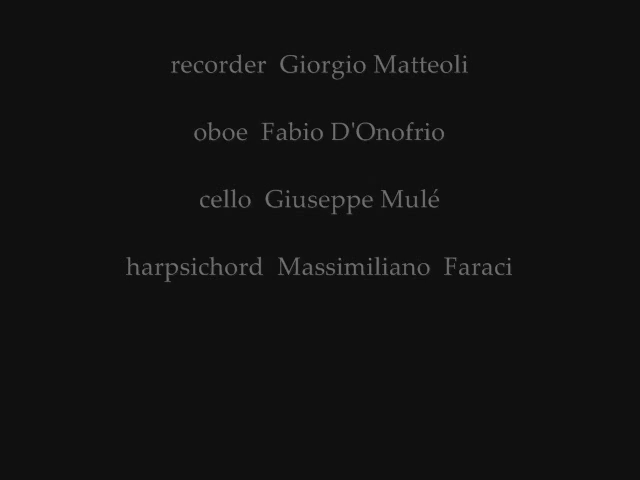 recorder  Giorgio Matteoli
oboe  Fabio D'Onofrio
cello  Giuseppe Mulé
harpsichord  Massimiliano  Faraci